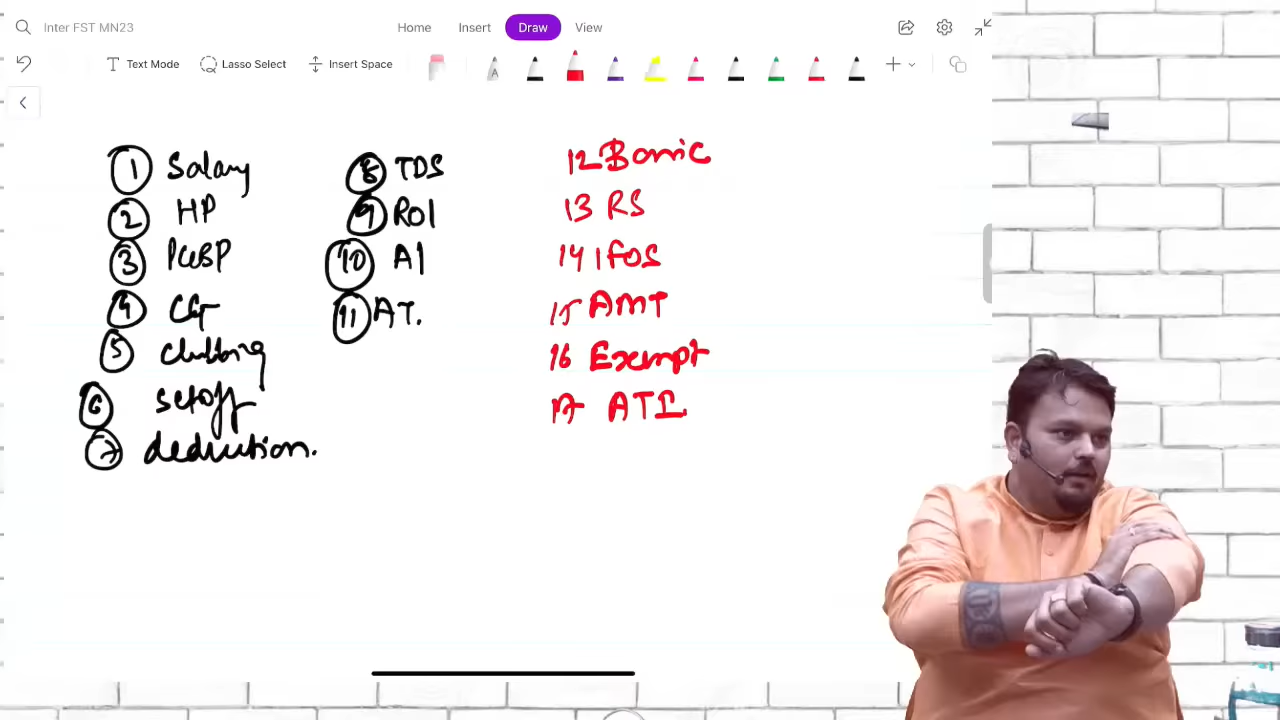 Inter FST MN23
Home Insert Draw View
Text Mode Lasso Select Insert Space
1 Salary
2 HP
3 PGBP
4 CG
5 clubbing
6 setoff
7 deduction.
8 TDS
9 ROI
10 AI
11 AT.
12 Basic
13 RS
14 IFOS
15 AMT
16 Exempt
17 ATI